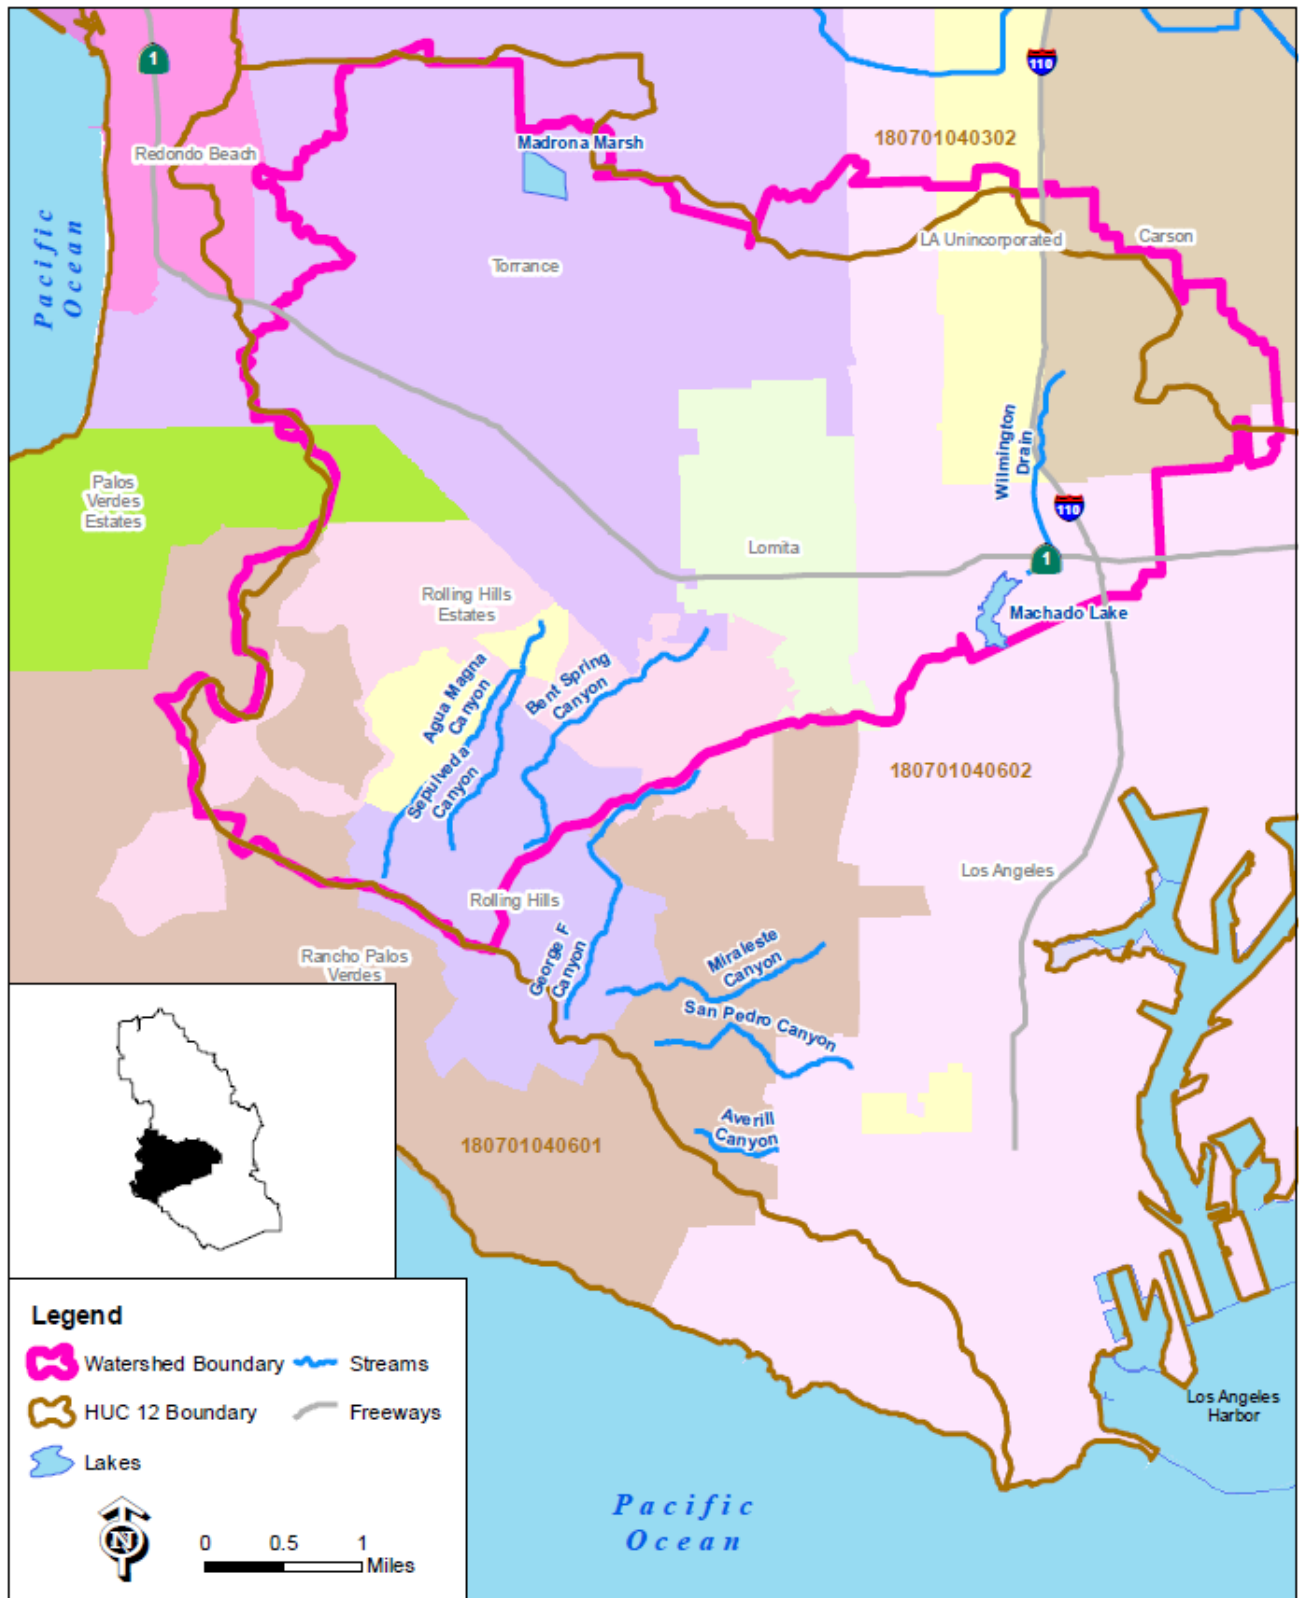 1
110
180701040302
Redondo Beach
Madrona Marsh
Pacific
Ocean
Torrance
LA Unincorporated
Carson
Palos
Verdes
Estates
Wilmington
Drain
110
Lomita
1
Rolling Hills
Estates
Machado Lake
Agua Magna
Canyon
Bent Spring
Canyon
Sepulveda
Canyon
180701040602
Los Angeles
Rolling Hills
George F
Canyon
Rancho Palos
Verdes
Miraleste
Canyon
San Pedro Canyon
Averill
Canyon
180701040601
Legend
Watershed Boundary
Streams
HUC 12 Boundary
Freeways
Lakes
N
0 0.5 1
Miles
Los Angeles
Harbor
Pacific
Ocean